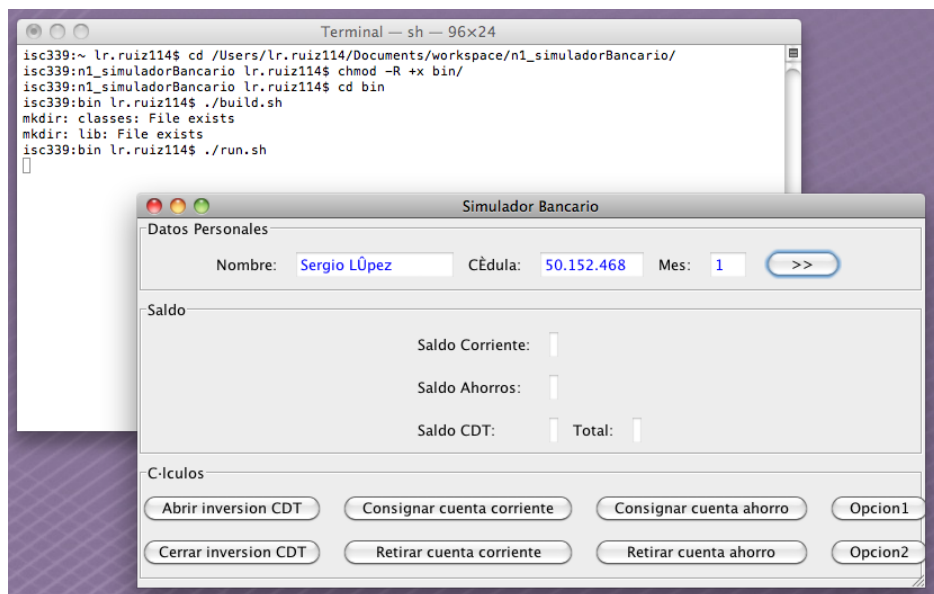 Terminal — sh — 96×24
isc339:~ lr.ruiz114$ cd /Users/lr.ruiz114/Documents/workspace/n1_simuladorBancario/
isc339:n1_simuladorBancario lr.ruiz114$ chmod -R +x bin/
isc339:n1_simuladorBancario lr.ruiz114$ cd bin
isc339:bin lr.ruiz114$ ./build.sh
mkdir: classes: File exists
mkdir: lib: File exists
isc339:bin lr.ruiz114$ ./run.sh
Simulador Bancario
Datos Personales
Nombre: Sergio LÛpez CÈdula: 50.152.468 Mes: 1 >>
Saldo
Saldo Corriente:
Saldo Ahorros:
Saldo CDT: Total:
C·lculos
Abrir inversion CDT Consignar cuenta corriente Consignar cuenta ahorro Opcion1
Cerrar inversion CDT Retirar cuenta corriente Retirar cuenta ahorro Opcion2